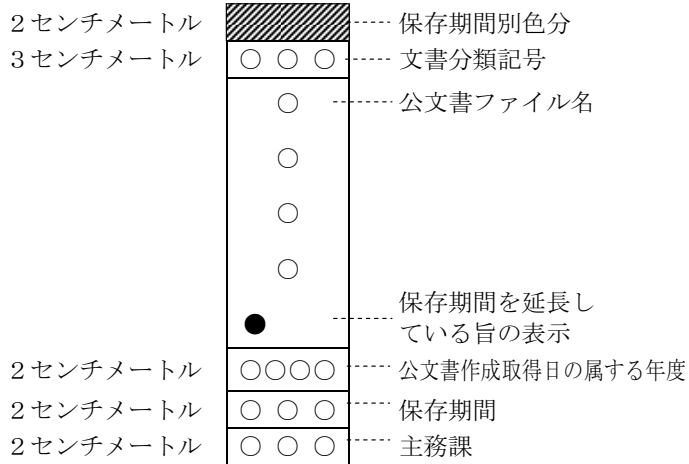 2センチメートル 保存期間別色分
3センチメートル ○ ○ ○ 文書分類記号
○ 公文書ファイル名
○
○
○
保存期間を延長し
● ている旨の表示
2センチメートル ○○○○ 公文書作成取得日の属する年度
2センチメートル ○ ○ ○ 保存期間
2センチメートル ○ ○ ○ 主務課